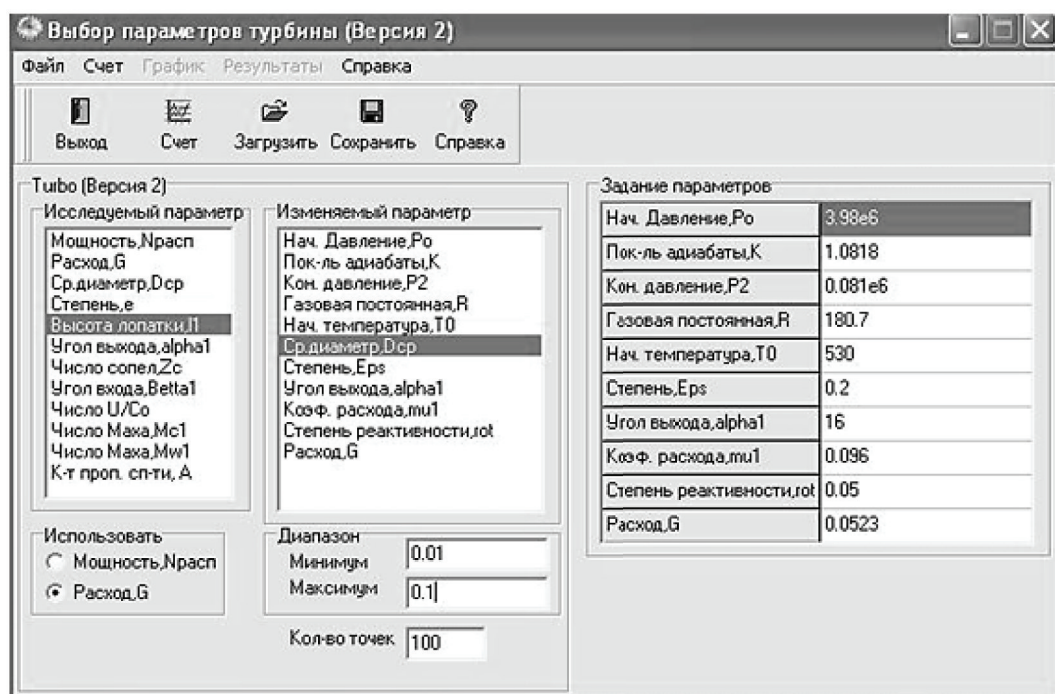 Выбор параметров турбины (Версия 2)
Файл Счет График Результаты Справка
Выход Счет Загрузить Сохранить Справка
Turbo (Версия 2)
Исследуемый параметр
Мощность,Nрасп
Расход,G
Ср.диаметр,Dср
Степень,e
Высота лопатки,l1
Угол выхода,alpha1
Число сопел,Zc
Угол входа,Betta1
Число U/Co
Число Маха,Mc1
Число Маха,Mw1
К-т проп. сп-ти, А
Изменяемый параметр
Нач. Давление,Po
Пок-ль адиабаты,K
Кон. давление,P2
Газовая постоянная,R
Нач. температура,T0
Ср.диаметр,Dср
Степень,Eps
Угол выхода,alpha1
Коэф. расхода,mu1
Степень реактивности,rot
Расход,G
Использовать
Мощность,Nрасп
Расход,G
Диапазон
Минимум 0.01
Максимум 0.1
Кол-во точек 100
Задание параметров
Нач. Давление,Po 3.98e6
Пок-ль адиабаты,K 1.0818
Кон. давление,P2 0.081e6
Газовая постоянная,R 180.7
Нач. температура,T0 530
Степень,Eps 0.2
Угол выхода,alpha1 16
Коэф. расхода,mu1 0.096
Степень реактивности,rot 0.05
Расход,G 0.0523